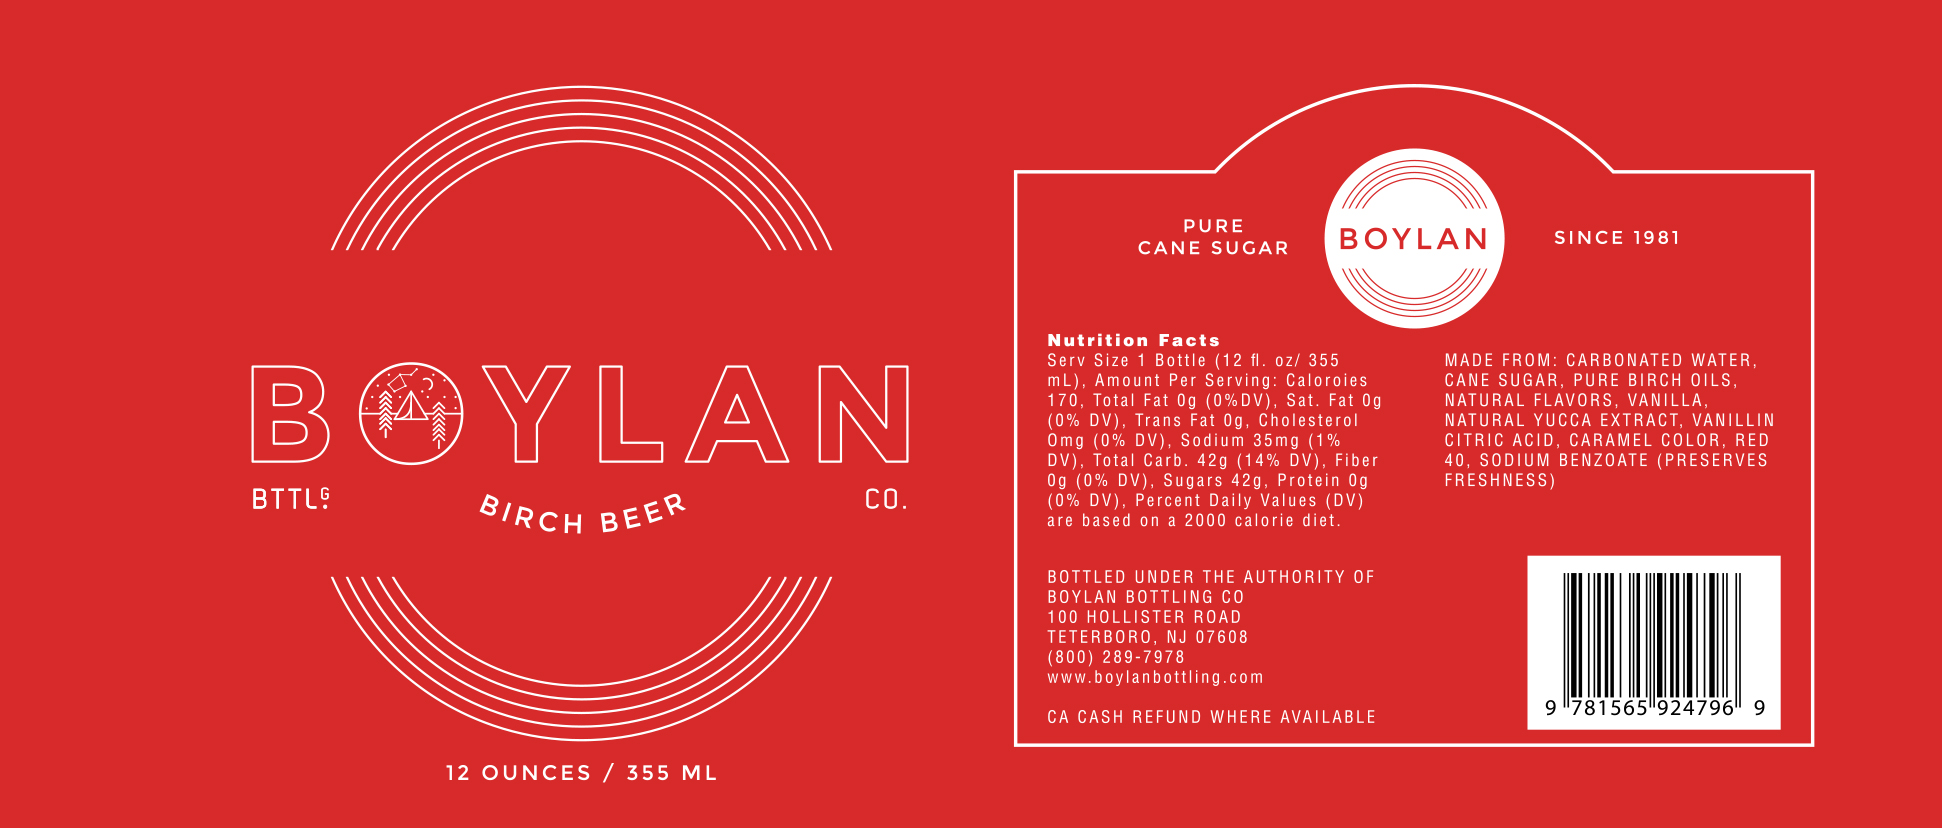 BOYLAN
BTTLG.
BIRCH BEER
CO.
12 OUNCES / 355 ML
PURE
CANE SUGAR
BOYLAN
SINCE 1981
Nutrition Facts
Serv Size 1 Bottle (12 fl. oz/ 355
mL), Amount Per Serving: Caloroies
170, Total Fat 0g (0%DV), Sat. Fat 0g
(0% DV), Trans Fat 0g, Cholesterol
0mg (0% DV), Sodium 35mg (1%
DV), Total Carb. 42g (14% DV), Fiber
0g (0% DV), Sugars 42g, Protein 0g
(0% DV), Percent Daily Values (DV)
are based on a 2000 calorie diet.
MADE FROM: CARBONATED WATER,
CANE SUGAR, PURE BIRCH OILS,
NATURAL FLAVORS, VANILLA,
NATURAL YUCCA EXTRACT, VANILLIN
CITRIC ACID, CARAMEL COLOR, RED
40, SODIUM BENZOATE (PRESERVES
FRESHNESS)
BOTTLED UNDER THE AUTHORITY OF
BOYLAN BOTTLING CO
100 HOLLISTER ROAD
TETERBORO, NJ 07608
(800) 289-7978
www.boylanbottling.com
CA CASH REFUND WHERE AVAILABLE
9 781565 924796 9